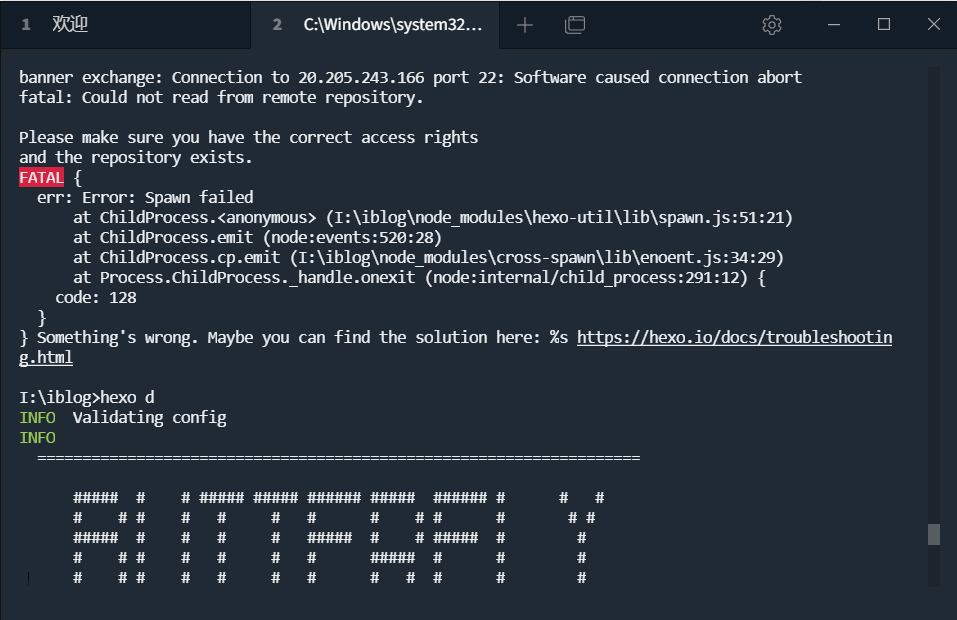 1 欢迎 2 C:\Windows\system32...
banner exchange: Connection to 20.205.243.166 port 22: Software caused connection abort
fatal: Could not read from remote repository.
Please make sure you have the correct access rights
and the repository exists.
FATAL {
err: Error: Spawn failed
at ChildProcess.<anonymous> (I:\iblog\node_modules\hexo-util\lib\spawn.js:51:21)
at ChildProcess.emit (node:events:520:28)
at ChildProcess.cp.emit (I:\iblog\node_modules\cross-spawn\lib\enoent.js:34:29)
at Process.ChildProcess._handle.onexit (node:internal/child_process:291:12) {
code: 128
}
} Something's wrong. Maybe you can find the solution here: %s https://hexo.io/docs/troubleshootin
g.html
I:\iblog>hexo d
INFO Validating config
INFO
===================================================================
##### # # ##### ##### ###### ##### ###### # # #
# # # # # # # # # # # # #
##### # # # # ##### # # ##### # #
# # # # # # # ##### # # #
# # # # # # # # # # # #